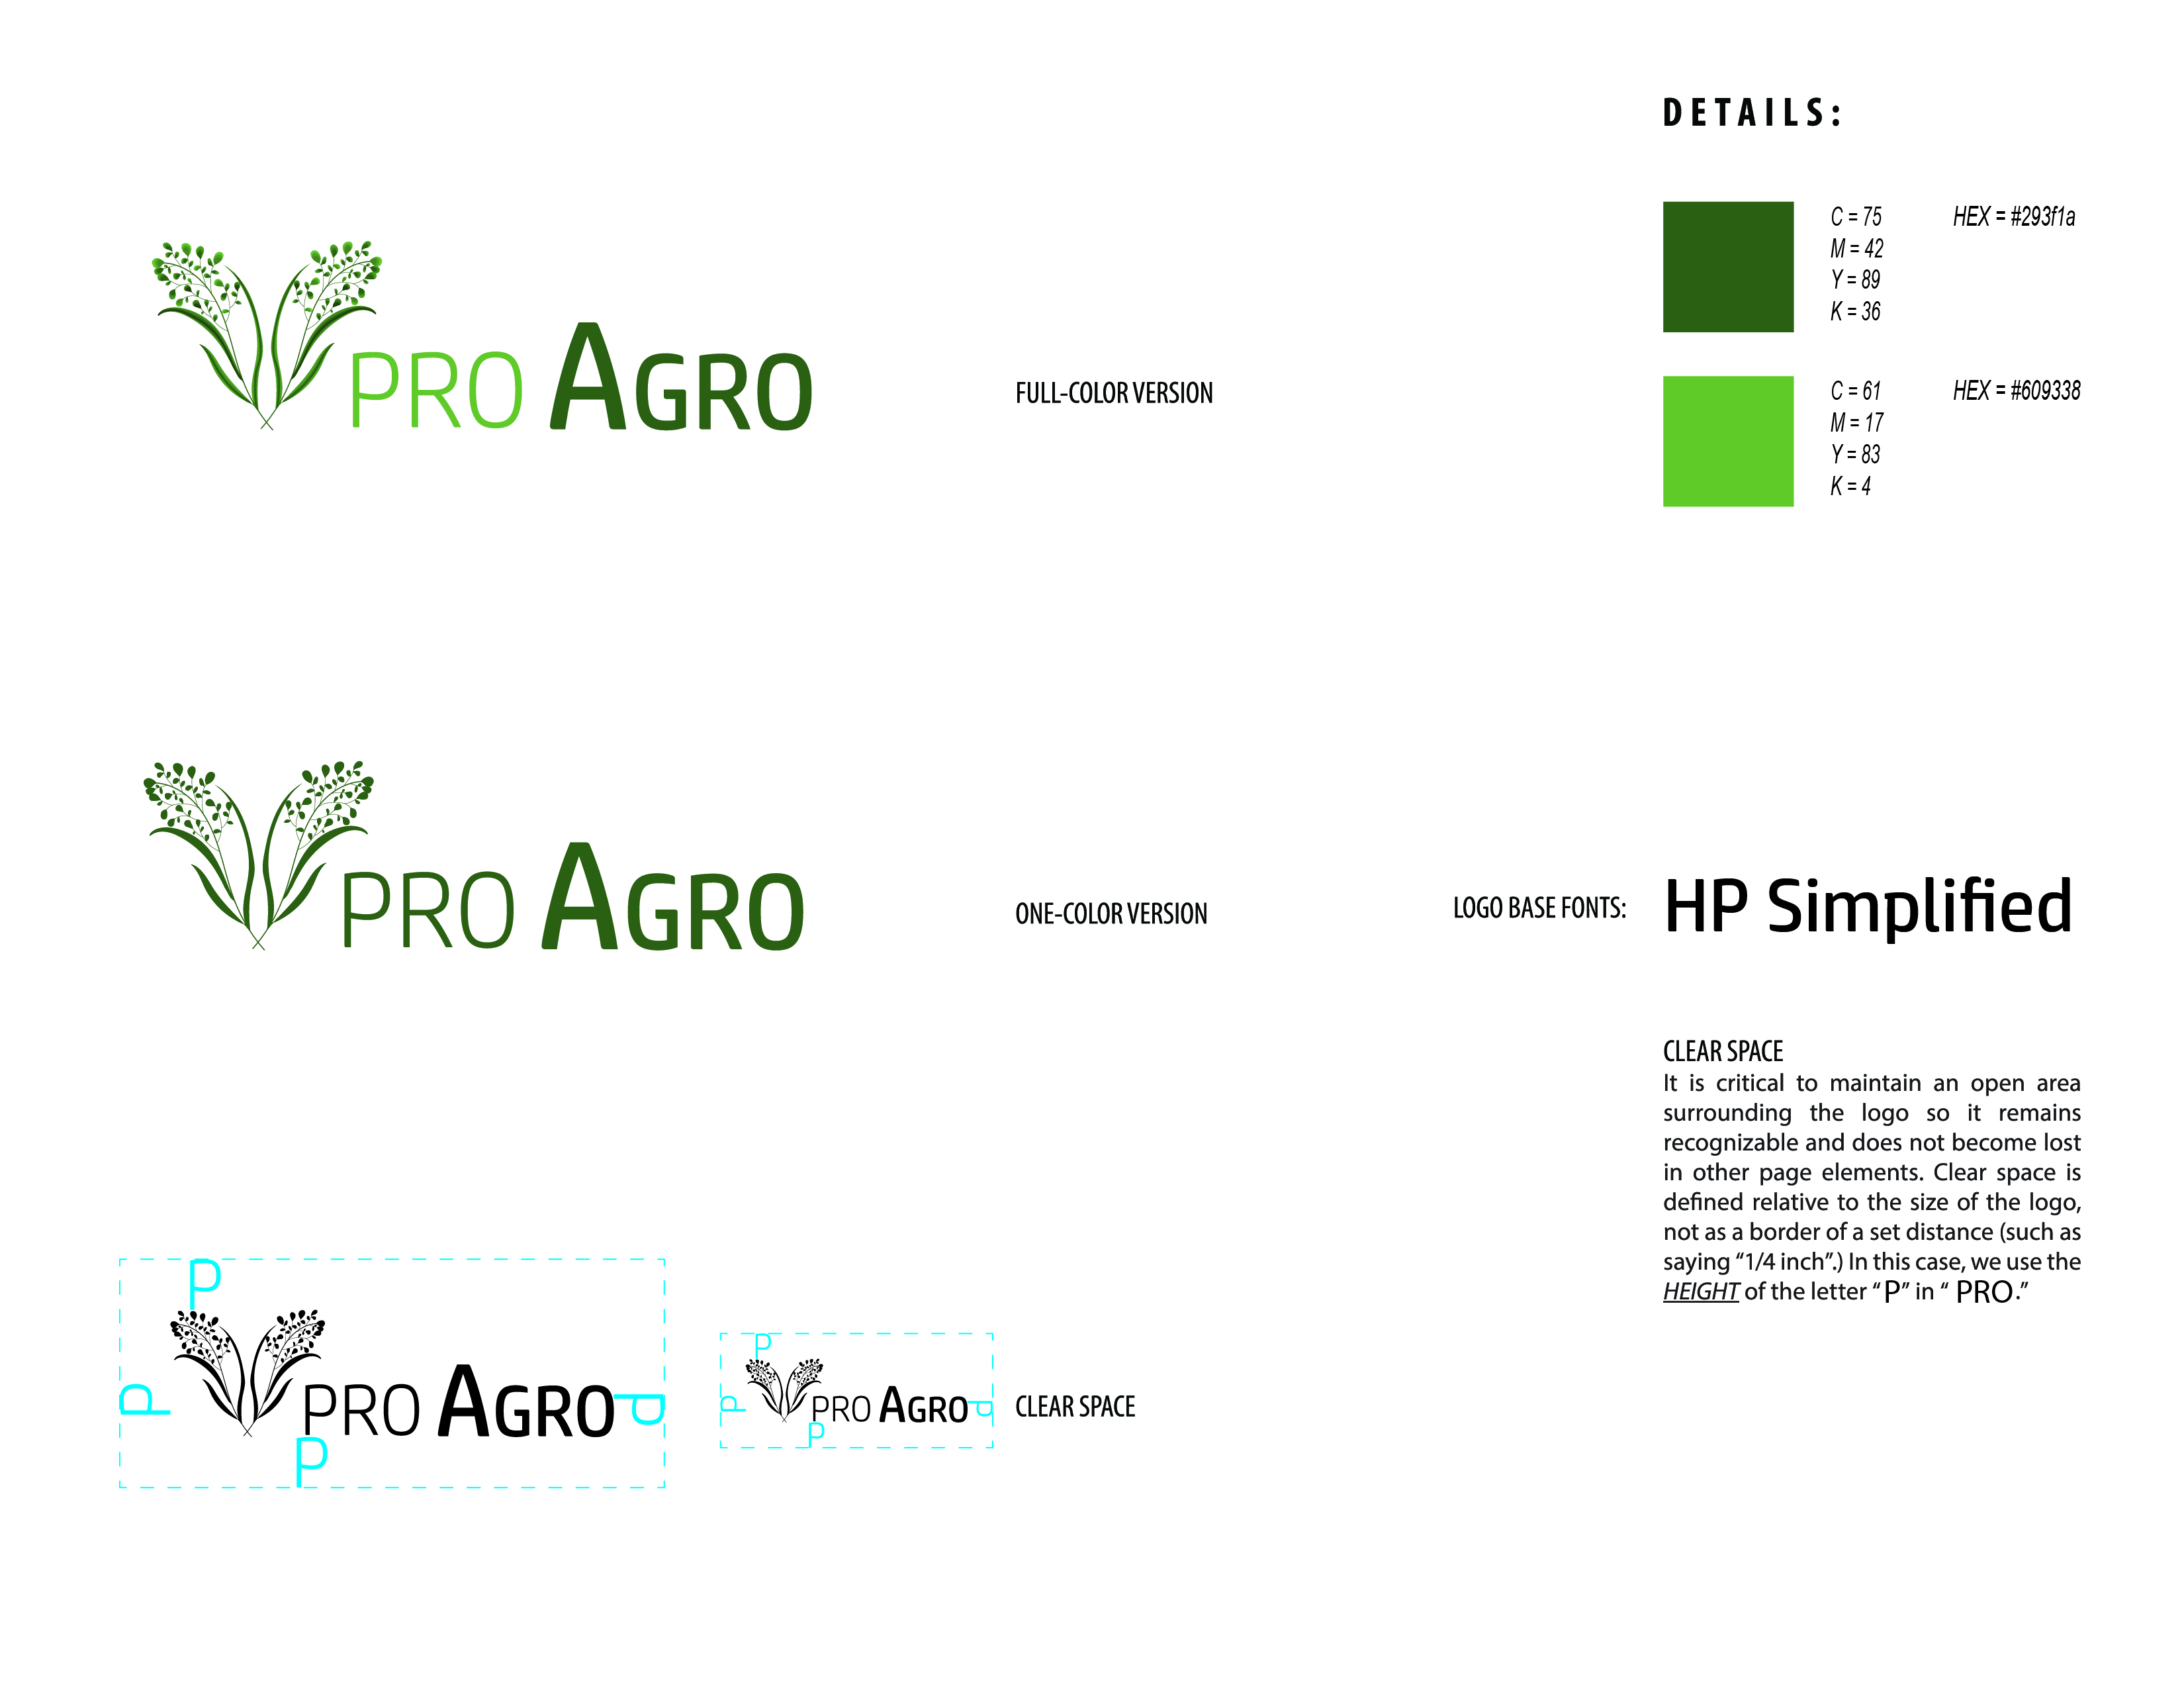 DETAILS:
C = 75
M = 42
Y = 89
K = 36
HEX = #293f1a
C = 61
M = 17
Y = 83
K = 4
HEX = #609338
PRO AGRO
FULL-COLOR VERSION
PRO AGRO
ONE-COLOR VERSION
LOGO BASE FONTS:
HP Simplified
CLEAR SPACE
It is critical to maintain an open area
surrounding the logo so it remains
recognizable and does not become lost
in other page elements. Clear space is
defined relative to the size of the logo,
not as a border of a set distance (such as
saying “1/4 inch”.) In this case, we use the
HEIGHT of the letter “P” in “ PRO.”
P
P
PRO AGRO
P
P
P
P
PRO AGRO
P
P
CLEAR SPACE